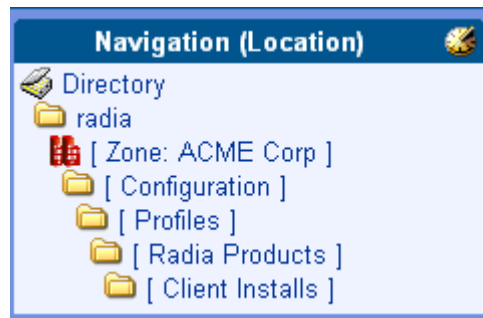 Navigation (Location)
Directory
radia
[ Zone: ACME Corp ]
[ Configuration ]
[ Profiles ]
[ Radia Products ]
[ Client Installs ]